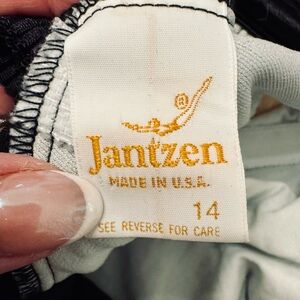 Jantzen
MADE IN U.S.A.
14
SEE REVERSE FOR CARE